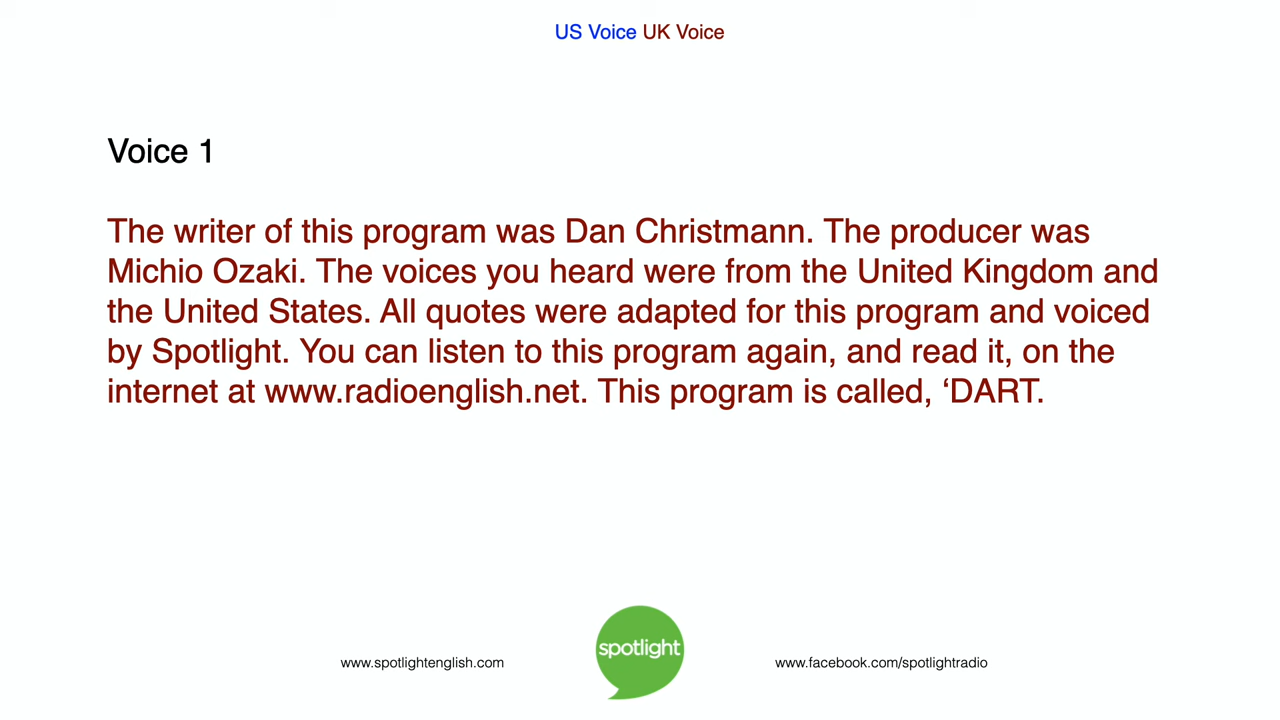 US Voice UK Voice
Voice 1
The writer of this program was Dan Christmann. The producer was
Michio Ozaki. The voices you heard were from the United Kingdom and
the United States. All quotes were adapted for this program and voiced
by Spotlight. You can listen to this program again, and read it, on the
internet at www.radioenglish.net. This program is called, ‘DART.
spotlight
www.spotlightenglish.com
www.facebook.com/spotlightradio